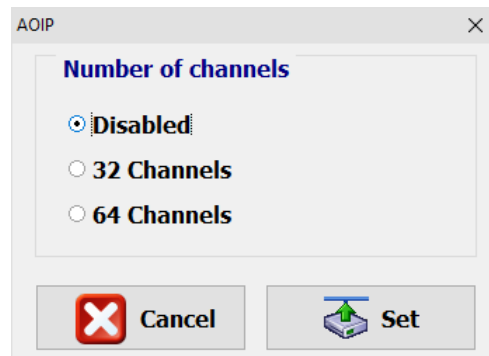 AOIP
Number of channels
Disabled
32 Channels
64 Channels
Cancel
Set